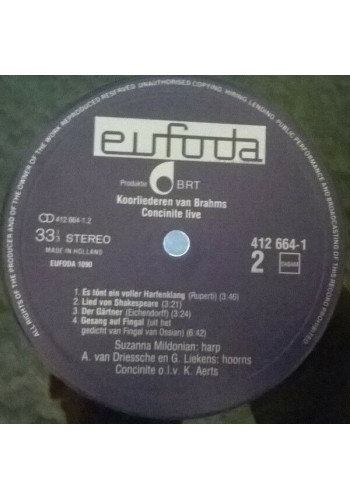 ALL RIGHTS OF THE PRODUCER AND OF THE OWNER OF THE WORK REPRODUCED RESERVED. UNAUTHORISED COPYING, HIRING, LENDING, PUBLIC PERFORMANCE AND BROADCASTING OF THIS RECORD PROHIBITED
eufoda
Produktie BRT
Koorliederen van Brahms
Concinite live
412 664-1.2
33 1/3 STEREO
MADE IN HOLLAND
EUFODA 1090
412 664-1
2
1. Es tönt ein voller Harfenklang (Ruperti) (3:46)
2. Lied von Shakespeare (3:21)
3. Der Gärtner (Eichendorff) (3:24)
4. Gesang auf Fingal (uit het
gedicht van Fingal van Ossian) (6:42)
Suzanna Mildonian: harp
A. van Driessche en G. Liekens: hoorns
Concinite o.l.v. K. Aerts